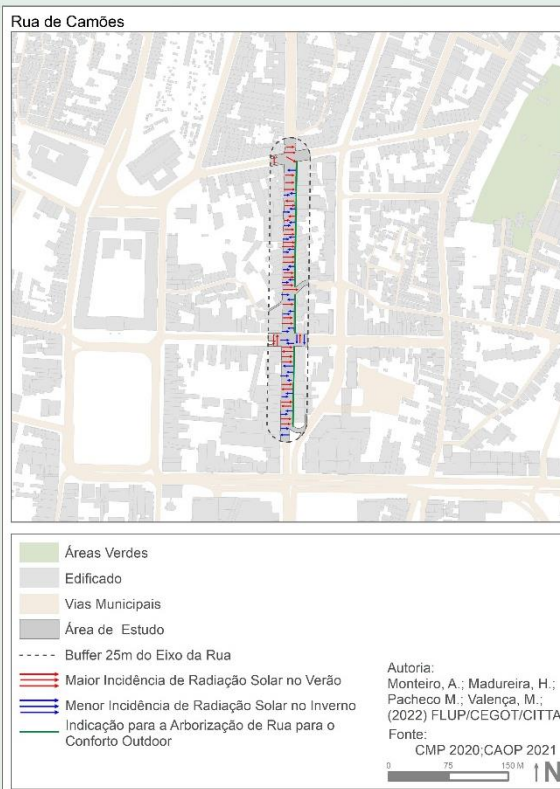 Rua de Camões
Áreas Verdes
Edificado
Vias Municipais
Área de Estudo
Buffer 25m do Eixo da Rua
Maior Incidência de Radiação Solar no Verão
Menor Incidência de Radiação Solar no Inverno
Indicação para a Arborização de Rua para o
Conforto Outdoor
Autoria:
Monteiro, A.; Madureira, H.;
Pacheco M.; Valença, M.;
(2022) FLUP/CEGOT/CITTA
Fonte:
CMP 2020;CAOP 2021
0 75 150 M
N